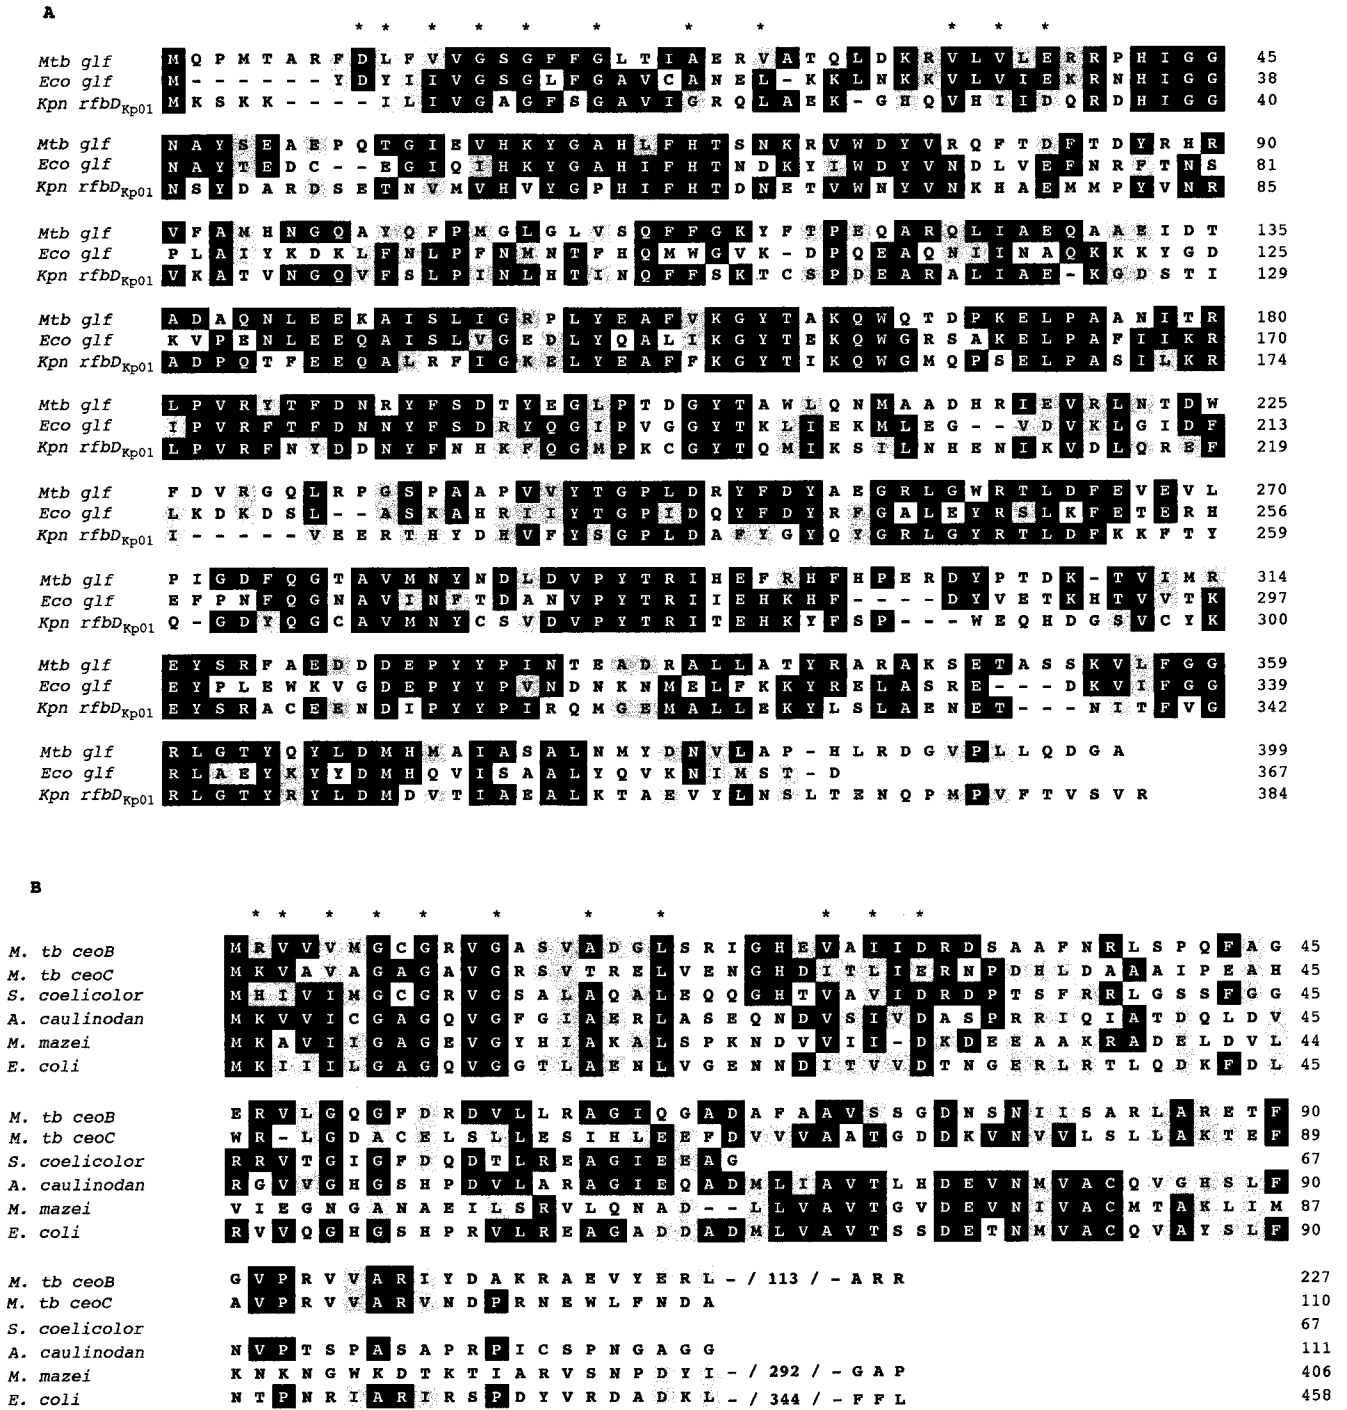 A
* * * * * * * * * * *
Mtb glf M Q P M T A R F D L F V V G S G F F G L T I A E R V A T Q L D K R V L V L E R R P H I G G 45
Eco glf M - - - - - - Y D Y I I V G S G L F G A V C A N E L - K K L N K K V L V I E K R N H I G G 38
Kpn rfbDKp01 M K S K K - - - - I L I V G A G F S G A V I G R Q L A E K - G H Q V H I I D Q R D H I G G 40
Mtb glf N A Y S E A E P Q T G I E V H K Y G A H L F H T S N K R V W D Y V R Q F T D F T D Y R H R 90
Eco glf N A Y T E D C - - E G I Q I H K Y G A H I F H T N D K Y I W D Y V N D L V E F N R F T N S 81
Kpn rfbDKp01 N S Y D A R D S E T N V M V H V Y G P H I F H T D N E T V W N Y V N K H A E M M P Y V N R 85
Mtb glf V F A M H N G Q A Y Q F P M G L G L V S Q F F G K Y F T P E Q A R Q L I A E Q A A E I D T 135
Eco glf P L A I Y K D K L F N L P F N M N T F H Q M W G V K - D P Q E A Q N I I N A Q K K K Y G D 125
Kpn rfbDKp01 V K A T V N G Q V F S L P I N L H T I N Q F F S K T C S P D E A R A L I A E - K G D S T I 129
Mtb glf A D A Q N L E E K A I S L I G R P L Y E A F V K G Y T A K Q W Q T D P K E L P A A N I T R 180
Eco glf K V P E N L E E Q A I S L V G E D L Y Q A L I K G Y T E K Q W G R S A K E L P A F I I K R 170
Kpn rfbDKp01 A D P Q T F E E Q A L R F I G K E L Y E A F F K G Y T I K Q W G M Q P S E L P A S I L K R 174
Mtb glf L P V R Y T F D N R Y F S D T Y E G L P T D G Y T A W L Q N M A A D H R I E V R L N T D W 225
Eco glf I P V R F T F D N N Y F S D R Y Q G I P V G G Y T K L I E K M L E G - - V D V K L G I D F 213
Kpn rfbDKp01 L P V R F N Y D D N Y F N H K F Q G M P K C G Y T Q M I K S I L N H E N I K V D L Q R E F 219
Mtb glf F D V R G Q L R P G S P A A P V V Y T G P L D R Y F D Y A E G R L G W R T L D F E V E V L 270
Eco glf L K D K D S L - - A S K A H R I I Y T G P I D Q Y F D Y R F G A L E Y R S L K F E T E R H 256
Kpn rfbDKp01 I - - - - - V E E R T H Y D H V F Y S G P L D A F Y G Y Q Y G R L G Y R T L D F K K F T Y 259
Mtb glf P I G D F Q G T A V M N Y N D L D V P Y T R I H E F R H F H P E R D Y P T D K - T V I M R 314
Eco glf E F P N F Q G N A V I N F T D A N V P Y T R I I E H K H F - - - - D Y V E T K H T V V T K 297
Kpn rfbDKp01 Q - G D Y Q G C A V M N Y C S V D V P Y T R I T E H K Y F S P - - - W E Q H D G S V C Y K 300
Mtb glf E Y S R F A E D D D E P Y Y P I N T E A D R A L L A T Y R A R A K S E T A S S K V L F G G 359
Eco glf E Y P L E W K V G D E P Y Y P V N D N K N M E L F K K Y R E L A S R E - - - D K V I F G G 339
Kpn rfbDKp01 E Y S R A C E E N D I P Y Y P I R Q M G E M A L L E K Y L S L A E N E T - - - N I T F V G 342
Mtb glf R L G T Y Q Y L D M H M A I A S A L N M Y D N V L A P - H L R D G V P L L Q D G A 399
Eco glf R L A E Y K Y Y D M H Q V I S A A L Y Q V K N I M S T - D 367
Kpn rfbDKp01 R L G T Y R Y L D M D V T I A E A L K T A E V Y L N S L T E N Q P M P V F T V S V R 384
B
* * * * * * * * * * *
M. tb ceoB M R V V V M G C G R V G A S V A D G L S R I G H E V A I I D R D S A A F N R L S P Q F A G 45
M. tb ceoC M K V A V A G A G A V G R S V T R E L V E N G H D I T L I E R N P D H L D A A A I P E A H 45
S. coelicolor M H I V I M G C G R V G S A L A Q A L E Q Q G H T V A V I D R D P T S F R R L G S S F G G 45
A. caulinodan M K V V I C G A G Q V G F G I A E R L A S E Q N D V S I V D A S P R R I Q I A T D Q L D V 45
M. mazei M K A V I I G A G E V G Y H I A K A L S P K N D V V I I - D K D E E A A K R A D E L D V L 44
E. coli M K I I I L G A G Q V G G T L A E N L V G E N N D I T V V D T N G E R L R T L Q D K F D L 45
M. tb ceoB E R V L G Q G F D R D V L L R A G I Q G A D A F A A V S S G D N S N I I S A R L A R E T F 90
M. tb ceoC W R - L G D A C E L S L L E S I H L E E F D V V V A A T G D D K V N V V L S L L A K T E F 89
S. coelicolor R R V T G I G F D Q D T L R E A G I E E A G 67
A. caulinodan R G V V G H G S H P D V L A R A G I E Q A D M L I A V T L H D E V N M V A C Q V G H S L F 90
M. mazei V I E G N G A N A E I L S R V L Q N A D - - L L V A V T G V D E V N I V A C M T A K L I M 87
E. coli R V V Q G H G S H P R V L R E A G A D D A D M L V A V T S S D E T N M V A C Q V A Y S L F 90
M. tb ceoB G V P R V V A R I Y D A K R A E V Y E R L - / 113 / - A R R 227
M. tb ceoC A V P R V V A R V N D P R N E W L F N D A 110
S. coelicolor 67
A. caulinodan N V P T S P A S A P R P I C S P N G A G G 111
M. mazei K N K N G W K D T K T I A R V S N P D Y I - / 292 / - G A P 406
E. coli N T P N R I A R I R S P D Y V R D A D K L - / 344 / - F F L 458